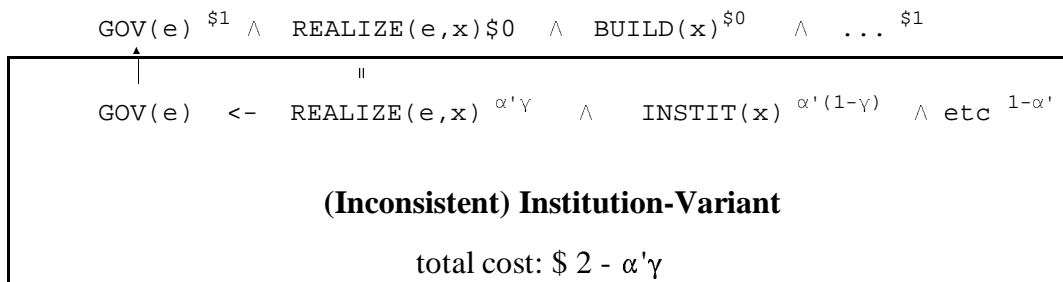 GOV(e) $1 ∧ REALIZE(e,x)$0 ∧ BUILD(x)$0 ∧ ... $1
GOV(e) <- REALIZE(e,x) α'γ ∧ INSTIT(x) α'(1-γ) ∧ etc 1-α'
(Inconsistent) Institution-Variant
total cost: $ 2 - α'γ